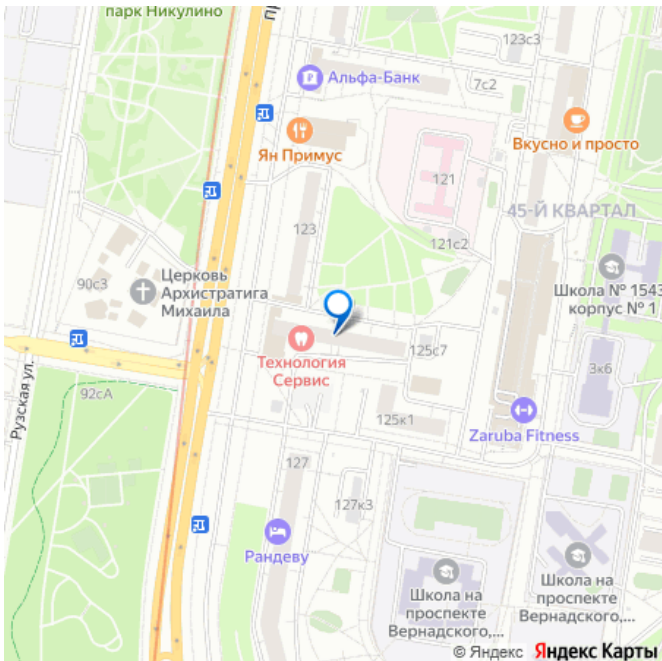 парк Никулино
123с3
Альфа-Банк
7с2
Вкусно и просто
Ян Примус
121
45-Й КВАРТАЛ
123
121с2
90с3
Церковь
Архистратига
Михаила
Школа № 1543
корпус № 1
Технология
Сервис
125с7
3к6
Рузская ул.
92сА
125к1
Zaruba Fitness
127
127к3
Рандеву
Школа на
проспекте
Вернадского,...
Школа на
проспекте
Вернадского,...
© Яндекс Яндекс Карты